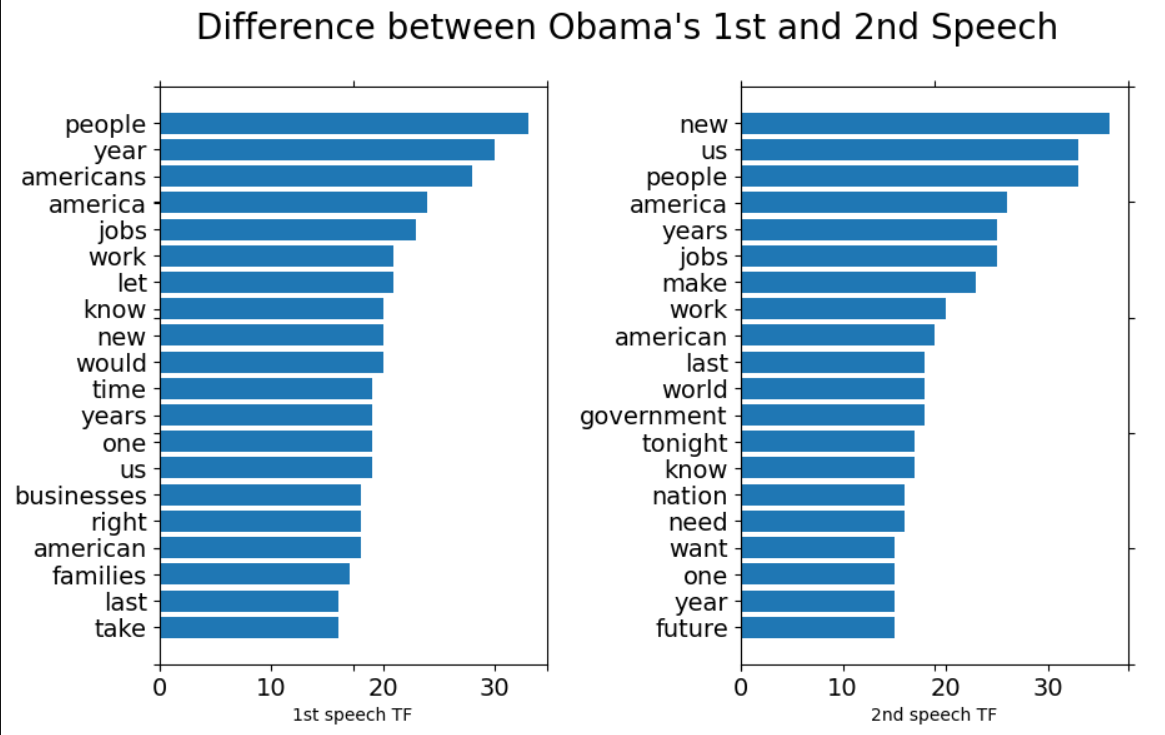 Difference between Obama's 1st and 2nd Speech
people
year
americans
america
jobs
work
let
know
new
would
time
years
one
us
businesses
right
american
families
last
take
0 10 20 30
1st speech TF
new
us
people
america
years
jobs
make
work
american
last
world
government
tonight
know
nation
need
want
one
year
future
0 10 20 30
2nd speech TF